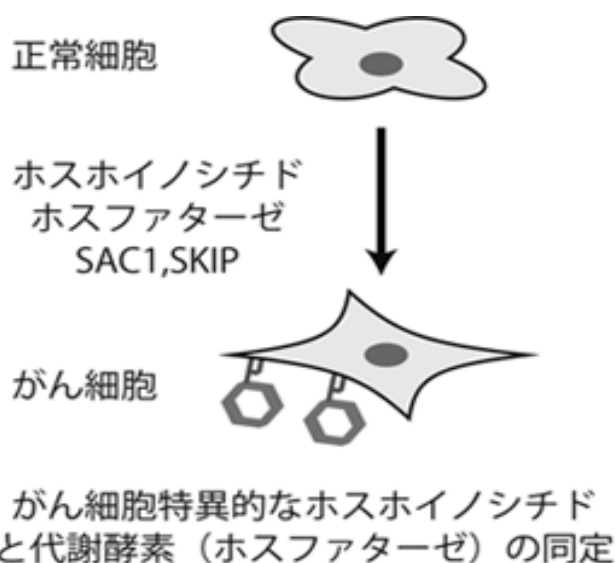 正常細胞
ホスホイノシチド
ホスファターゼ
SAC1,SKIP
がん細胞
がん細胞特異的なホスホイノシチド
と代謝酵素（ホスファターゼ）の同定